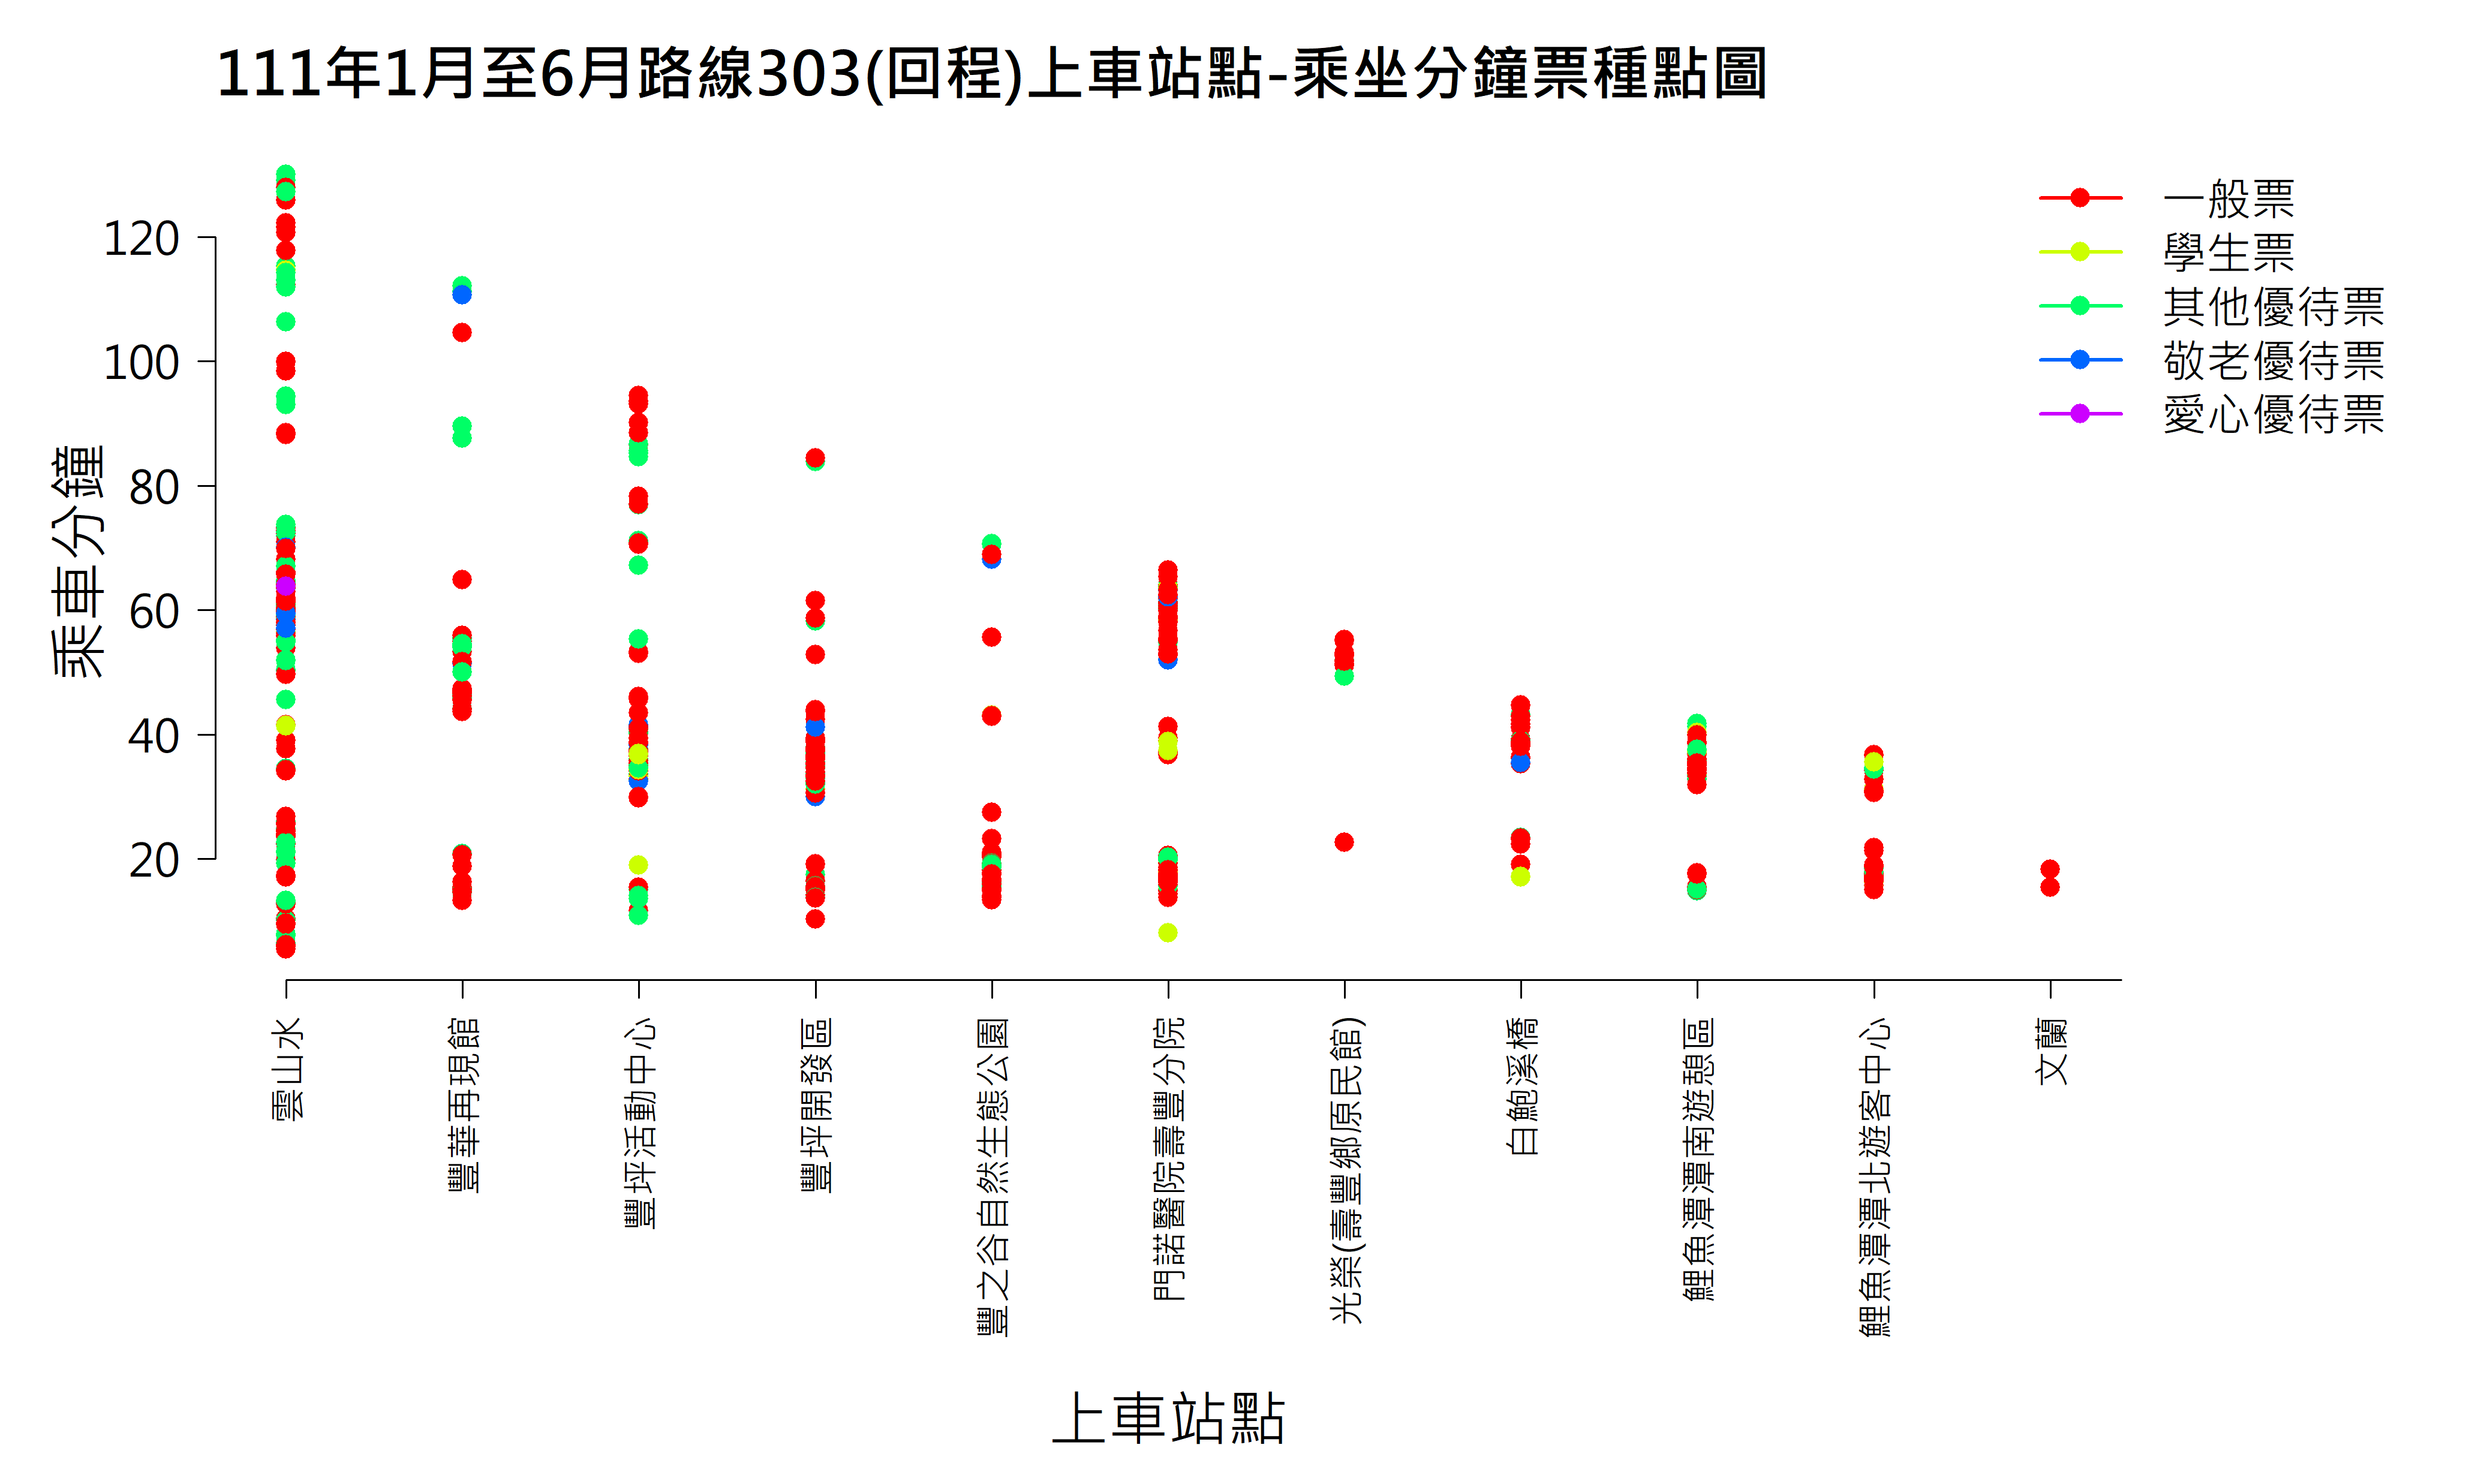 111年1月至6月路線303(回程)上車站點-乘坐分鐘票種點圖
一般票
學生票
其他優待票
敬老優待票
愛心優待票
乘車分鐘
120
100
80
60
40
20
雲山水
豐華再現館
豐坪活動中心
豐坪開發區
豐之谷自然生態公園
門諾醫院壽豐分院
光榮(壽豐鄉原民館)
白鮑溪橋
鯉魚潭潭南遊憩區
鯉魚潭潭北遊客中心
文蘭
上車站點